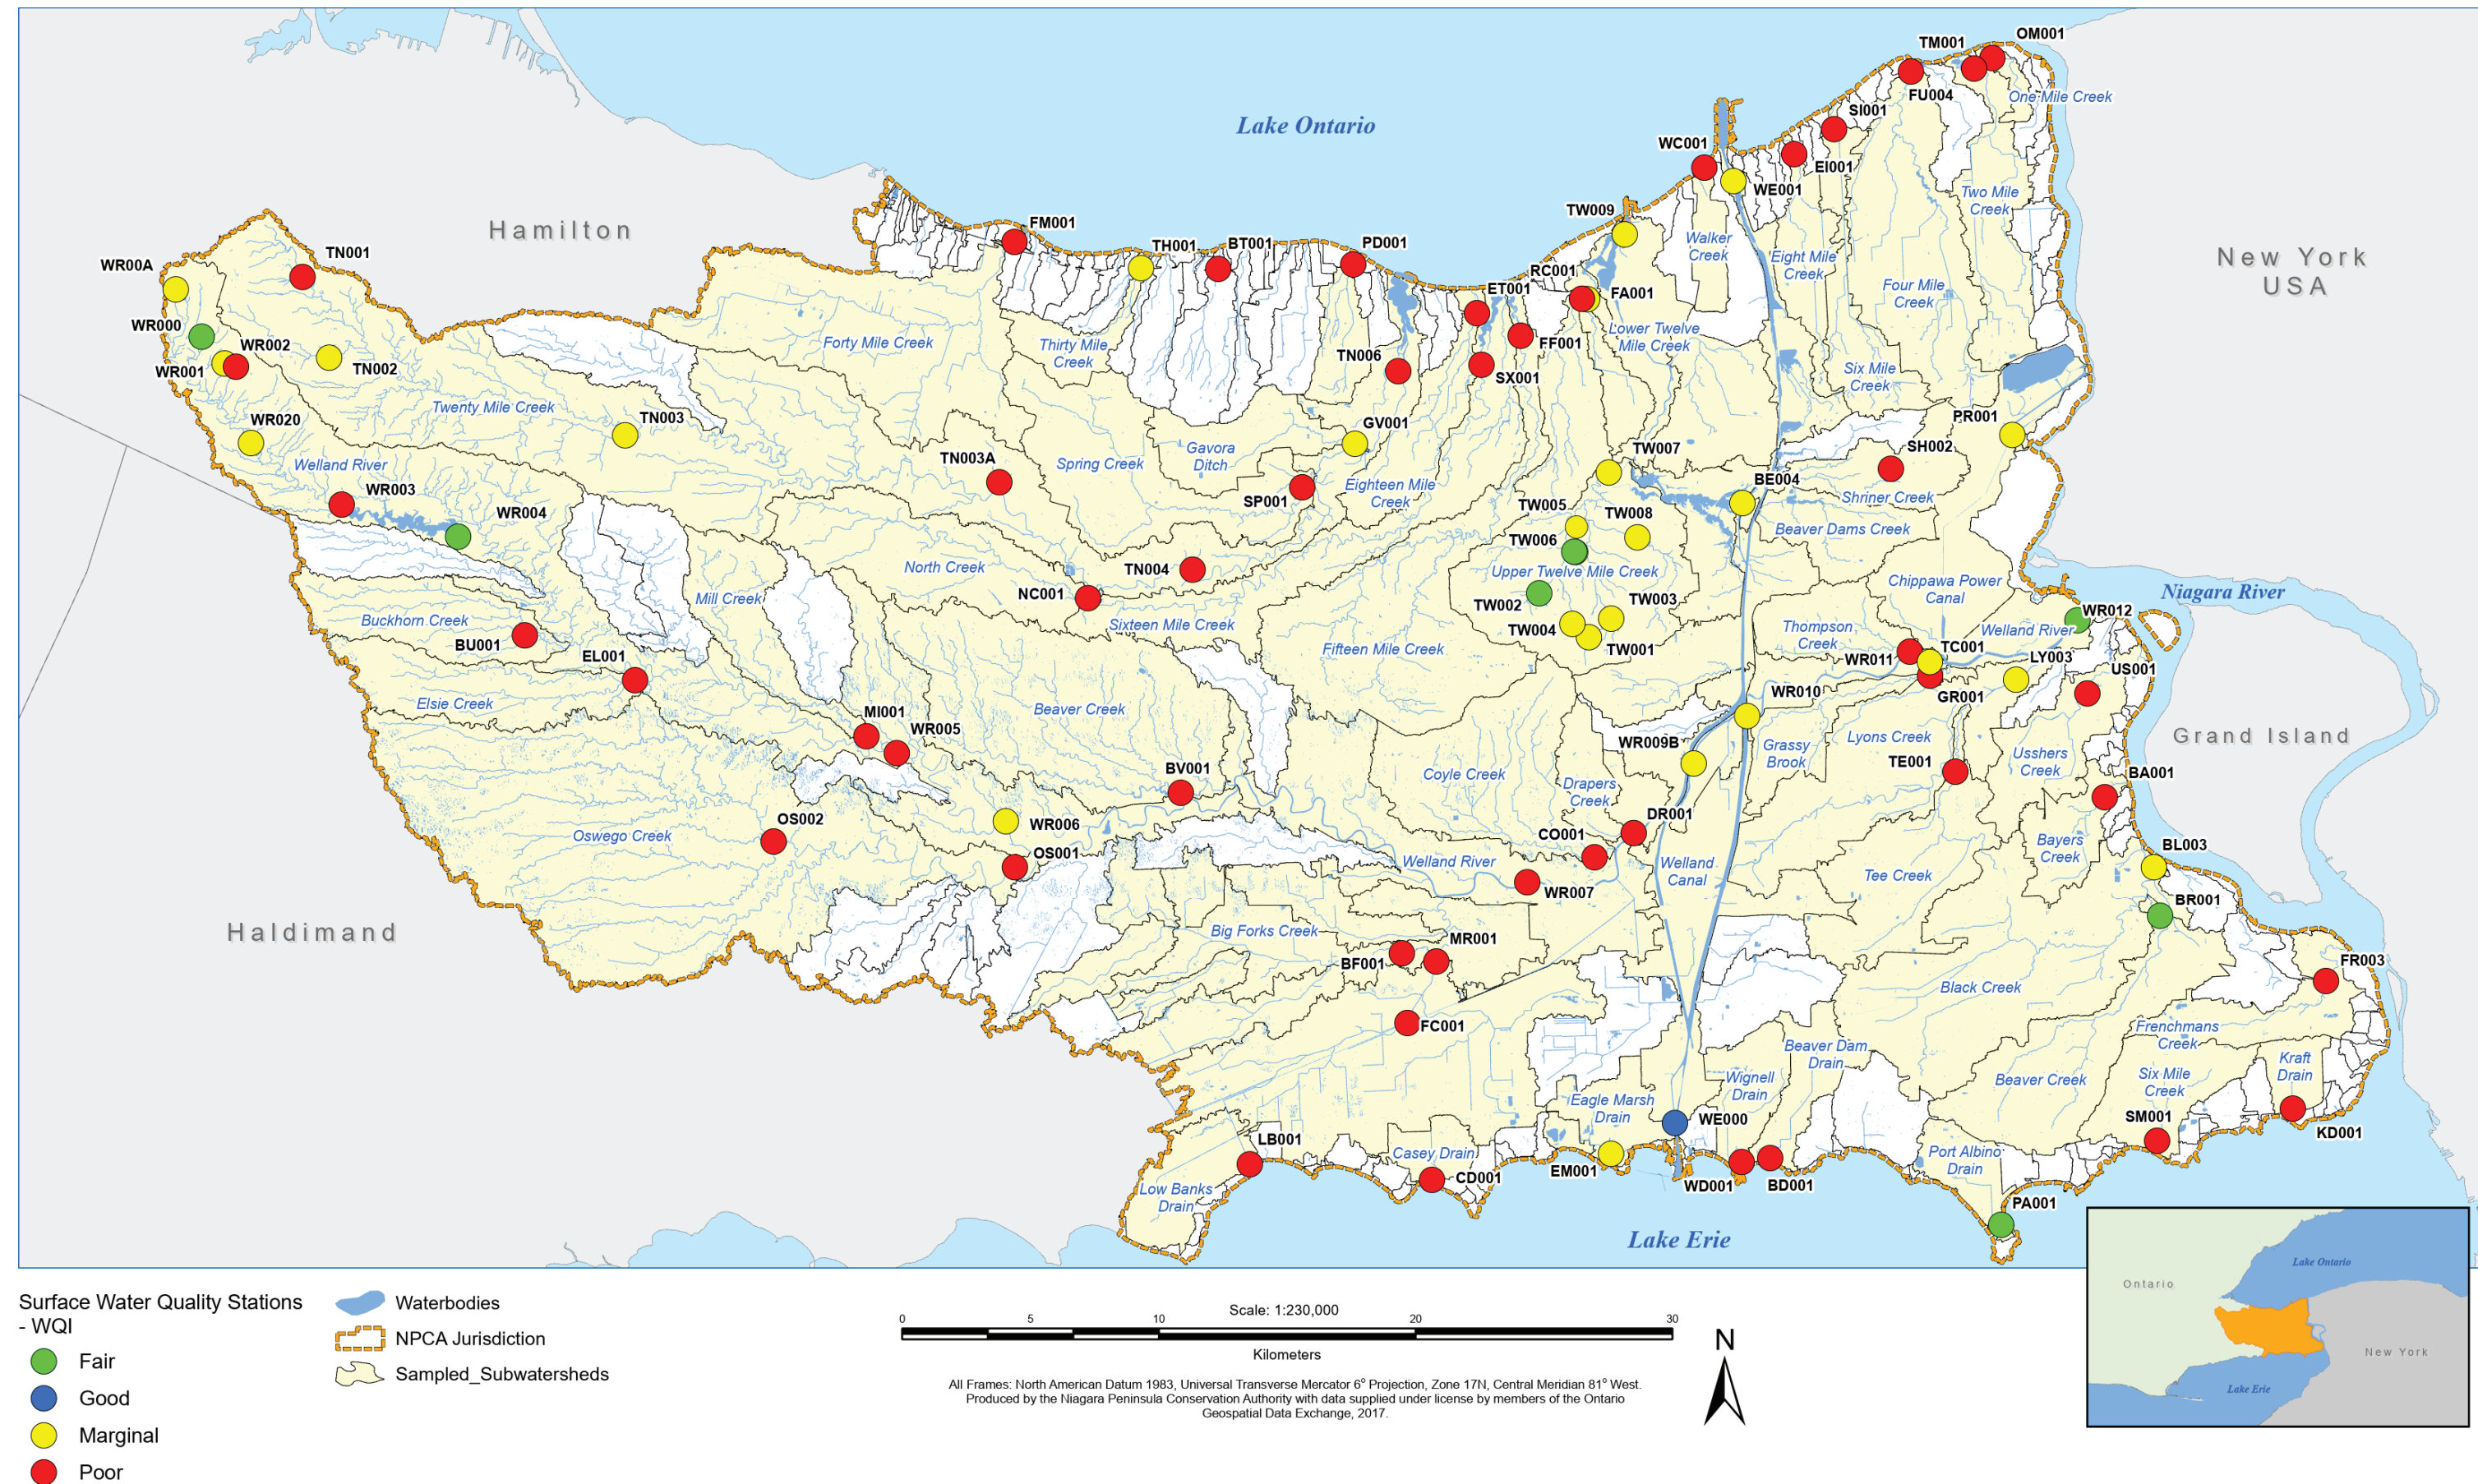 OM001
TM001
FU004
One Mile Creek
SI001
Lake Ontario
WC001
EI001
WE001
Two Mile
Creek
TW009
FM001
Hamilton
TH001
BT001
PD001
Walker
Creek
Eight Mile
Creek
New York
USA
TN001
WR00A
RC001
ET001
FA001
Four Mile
Creek
WR000
WR002
WR001
TN002
Forty Mile Creek
Thirty Mile
Creek
TN006
FF001
Lower Twelve
Mile Creek
SX001
Six Mile
Creek
Twenty Mile Creek
TN003
WR020
GV001
PR001
Welland River
WR003
TN003A
Spring Creek
Gavora
Ditch
TW007
SH002
SP001
Eighteen Mile
Creek
BE004
Shriner Creek
WR004
TW005
TW008
Beaver Dams Creek
TW006
North Creek
TN004
Upper Twelve Mile Creek
Chippawa Power
Canal
Niagara River
NC001
Mill Creek
TW002
TW003
WR012
Buckhorn Creek
Sixteen Mile Creek
TW004
Thompson
Creek
Welland River
BU001
EL001
Fifteen Mile Creek
TW001
TC001
WR011
LY003
US001
Elsie Creek
WR010
GR001
MI001
Beaver Creek
WR005
WR009B
Grassy
Brook
Lyons Creek
Grand Island
Usshers
Creek
TE001
BV001
Coyle Creek
BA001
Drapers
Creek
OS002
WR006
DR001
Oswego Creek
CO001
OS001
Welland River
Welland
Canal
Bayers
Creek
BL003
Tee Creek
WR007
BR001
Haldimand
Big Forks Creek
MR001
BF001
FR003
Black Creek
FC001
Frenchmans
Creek
Beaver Dam
Drain
Kraft
Drain
Wignell
Drain
Beaver Creek
Six Mile
Creek
Eagle Marsh
Drain
WE000
SM001
KD001
LB001
Casey Drain
EM001
Port Albino
Drain
CD001
WD001
BD001
Low Banks
Drain
PA001
Lake Erie
Surface Water Quality Stations
- WQI
Fair
Good
Marginal
Poor
Waterbodies
NPCA Jurisdiction
Sampled_Subwatersheds
Scale: 1:230,000
0 5 10 20 30
Kilometers
N
All Frames: North American Datum 1983, Universal Transverse Mercator 6° Projection, Zone 17N, Central Meridian 81° West.
Produced by the Niagara Peninsula Conservation Authority with data supplied under license by members of the Ontario
Geospatial Data Exchange, 2017.
Lake Ontario
Ontario
New York
Lake Erie